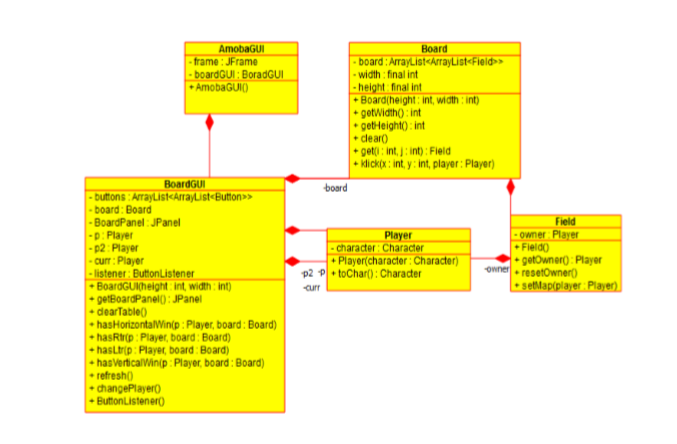 AmobaGUI
- frame : JFrame
- boardGUI : BoradGUI
+ AmobaGUI()
Board
- board : ArrayList<ArrayList<Field>>
- width : final int
- height : final int
+ Board(height : int, width : int)
+ getWidth() : int
+ getHeight() : int
+ clear()
+ get(i : int, j : int) : Field
+ klick(x : int, y : int, player : Player)
BoardGUI
- buttons : ArrayList<ArrayList<Button>>
- board : Board
- BoardPanel : JPanel
- p : Player
- p2 : Player
- curr : Player
- listener : ButtonListener
+ BoardGUI(height : int, width : int)
+ getBoardPanel() : JPanel
+ clearTable()
+ hasHorizontalWin(p : Player, board : Board)
+ hasRtl(p : Player, board : Board)
+ hasLtr(p : Player, board : Board)
+ hasVerticalWin(p : Player, board : Board)
+ refresh()
+ changePlayer()
+ ButtonListener()
-board
-p2 -p
-curr
Player
- character : Character
+ Player(character : Character)
+ toChar() : Character
-owner
Field
- owner : Player
+ Field()
+ getOwner() : Player
+ resetOwner()
+ setMap(player : Player)